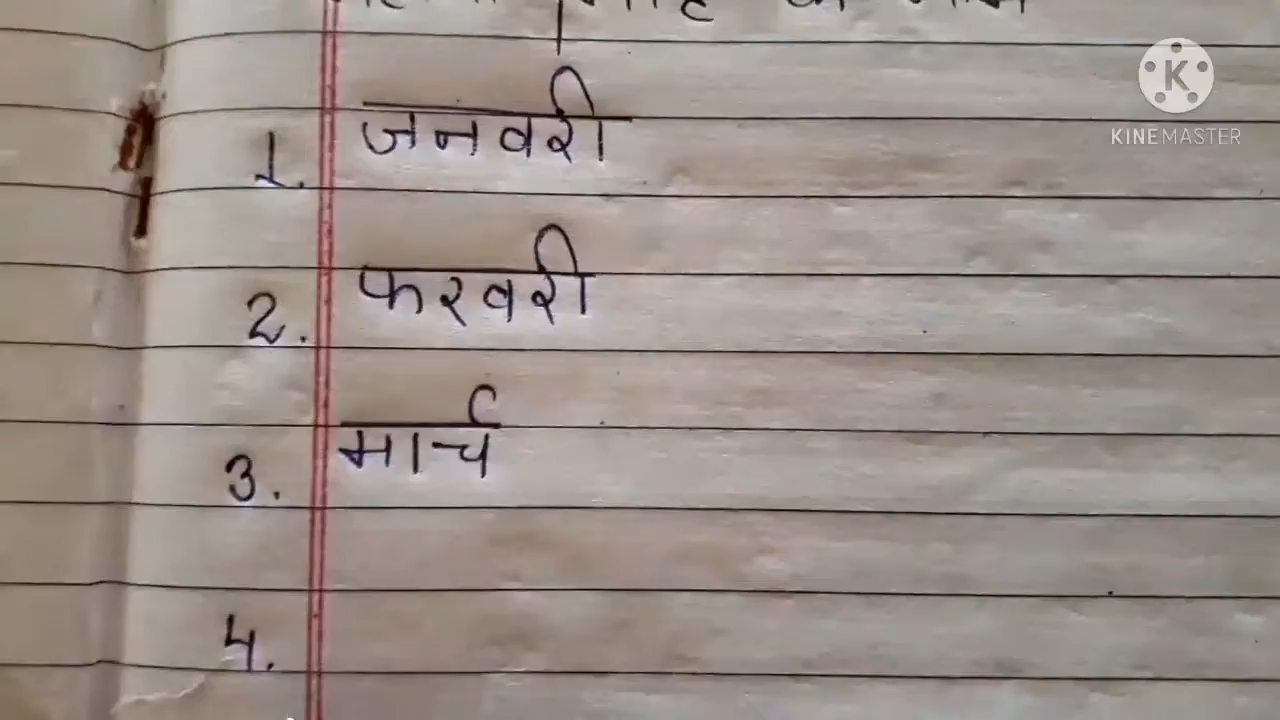 के नाम
1. जनवरी
2. फरवरी
3. मार्च
4.
K
KINEMASTER